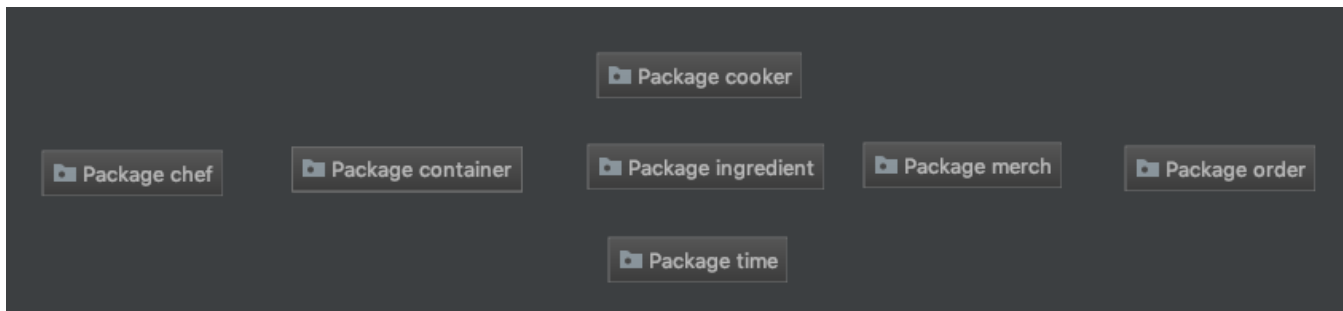 Package cooker
Package chef
Package container
Package ingredient
Package merch
Package order
Package time